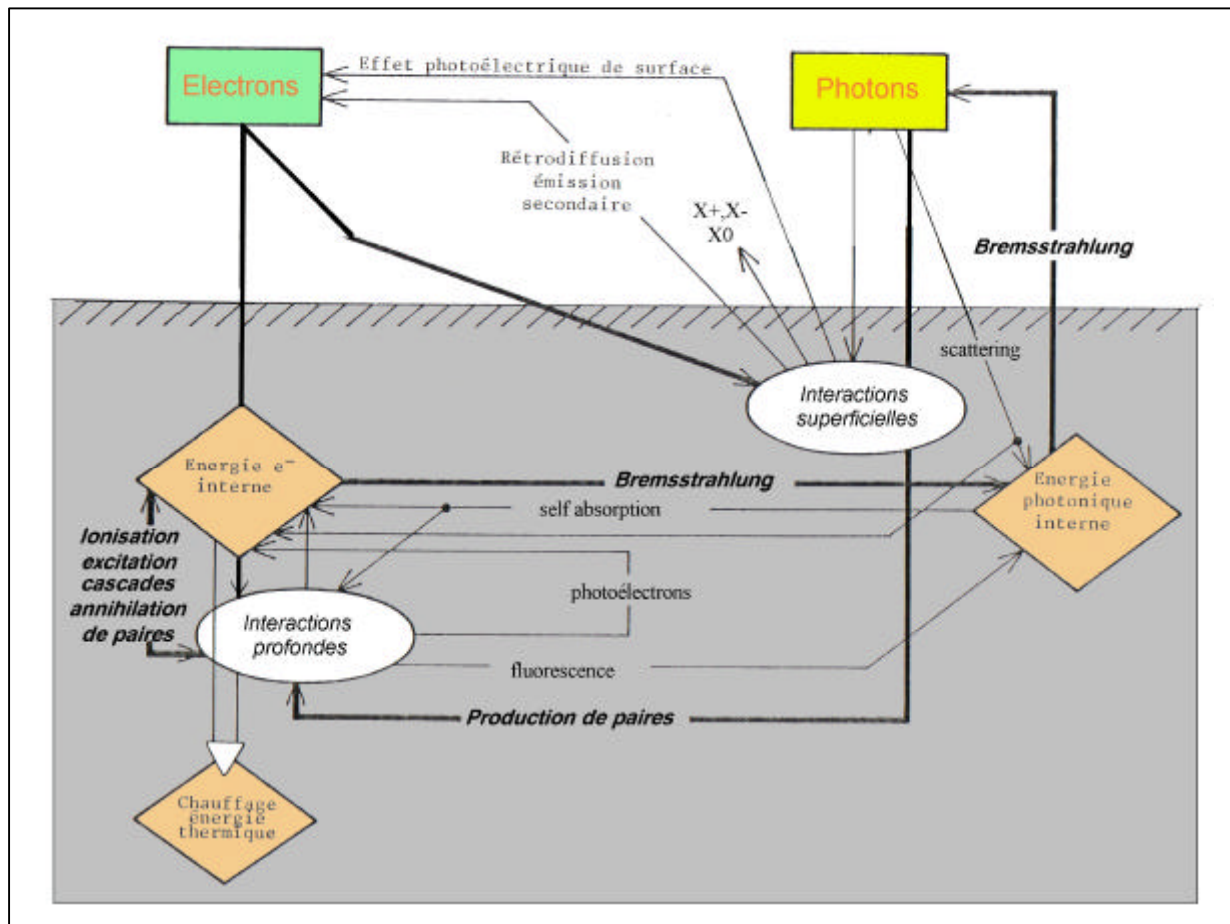 Electrons
Effet photoélectrique de surface
Photons
Rétrodiffusion
émission
secondaire
X+,X-
X0
Bremsstrahlung
scattering
Interactions
superficielles
Energie e⁻
interne
Bremsstrahlung
Energie
photonique
interne
self absorption
Ionisation
excitation
cascades
annihilation
de paires
photoélectrons
Interactions
profondes
fluorescence
Production de paires
Chauffage
énergie
thermique